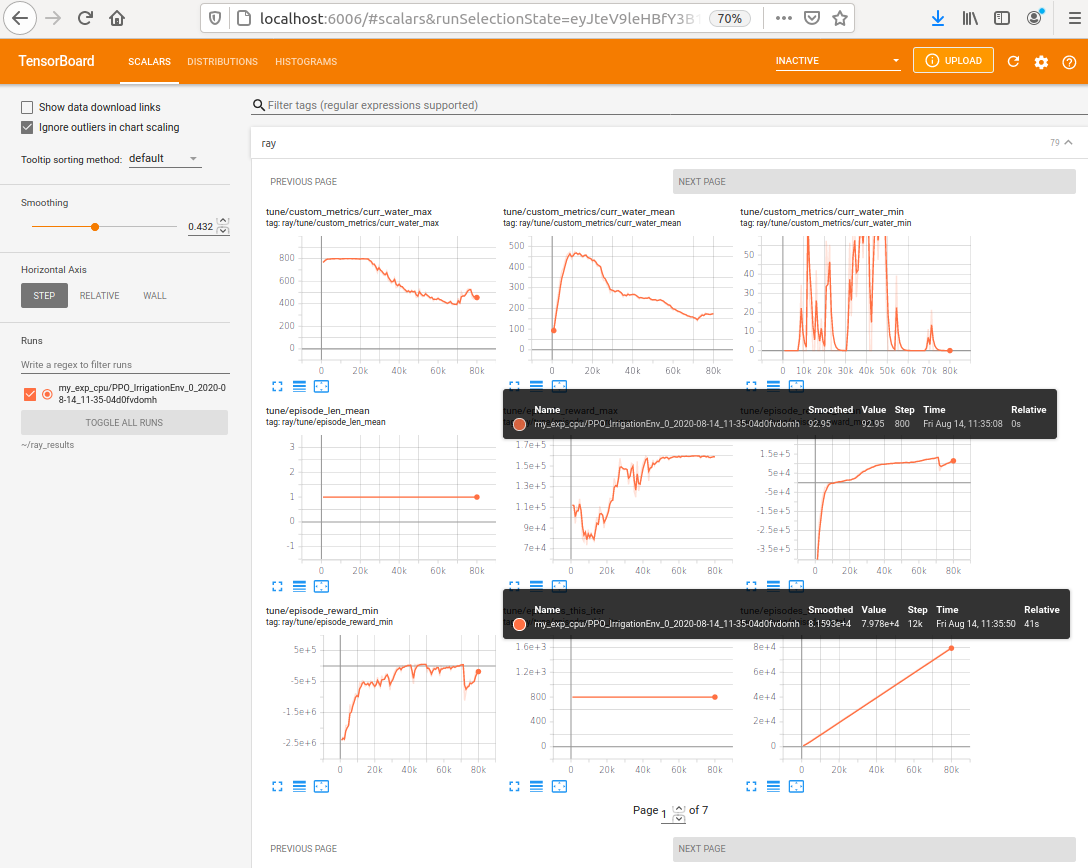 localhost:6006/#scalars&runSelectionState=eyJteV9leHBfY3B1
70%
TensorBoard
SCALARS
DISTRIBUTIONS
HISTOGRAMS
INACTIVE
UPLOAD
Show data download links
Ignore outliers in chart scaling
Tooltip sorting method: default
Smoothing
0.432
Horizontal Axis
STEP
RELATIVE
WALL
Runs
Write a regex to filter runs
my_exp_cpu/PPO_IrrigationEnv_0_2020-0
8-14_11-35-04d0fvdomh
TOGGLE ALL RUNS
~/ray_results
Filter tags (regular expressions supported)
ray
79
PREVIOUS PAGE
NEXT PAGE
tune/custom_metrics/curr_water_max
tag: ray/tune/custom_metrics/curr_water_max
800
600
400
200
0
0 20k 40k 60k 80k
tune/custom_metrics/curr_water_mean
tag: ray/tune/custom_metrics/curr_water_mean
500
400
300
200
100
0
0 20k 40k 60k 80k
tune/custom_metrics/curr_water_min
tag: ray/tune/custom_metrics/curr_water_min
50
40
30
20
10
0
0 10k 20k 30k 40k 50k 60k 70k 80k
Name Smoothed Value Step Time Relative
my_exp_cpu/PPO_IrrigationEnv_0_2020-08-14_11-35-04d0fvdomh 92.95 92.95 800 Fri Aug 14, 11:35:08 0s
tune/episode_len_mean
tag: ray/tune/episode_len_mean
3
2
1
0
-1
0 20k 40k 60k 80k
episode_reward_max
1.7e+5
1.5e+5
1.3e+5
1.1e+5
9e+4
7e+4
0 20k 40k 60k 80k
tune/episode_re
1.5e+5
5e+4
-5e+4
-1.5e+5
-2.5e+5
-3.5e+5
0 20k 40k 60k 80k
Name Smoothed Value Step Time Relative
my_exp_cpu/PPO_IrrigationEnv_0_2020-08-14_11-35-04d0fvdomh 8.1593e+4 7.978e+4 12k Fri Aug 14, 11:35:50 41s
tune/episode_reward_min
tag: ray/tune/episode_reward_min
5e+5
-5e+5
-1.5e+6
-2.5e+6
0 20k 40k 60k 80k
tune/episodes_this_iter
1.6e+3
1.2e+3
800
400
0
0 20k 40k 60k 80k
tune/episodes_
8e+4
6e+4
4e+4
2e+4
0
0 20k 40k 60k 80k
Page 1 of 7
PREVIOUS PAGE
NEXT PAGE